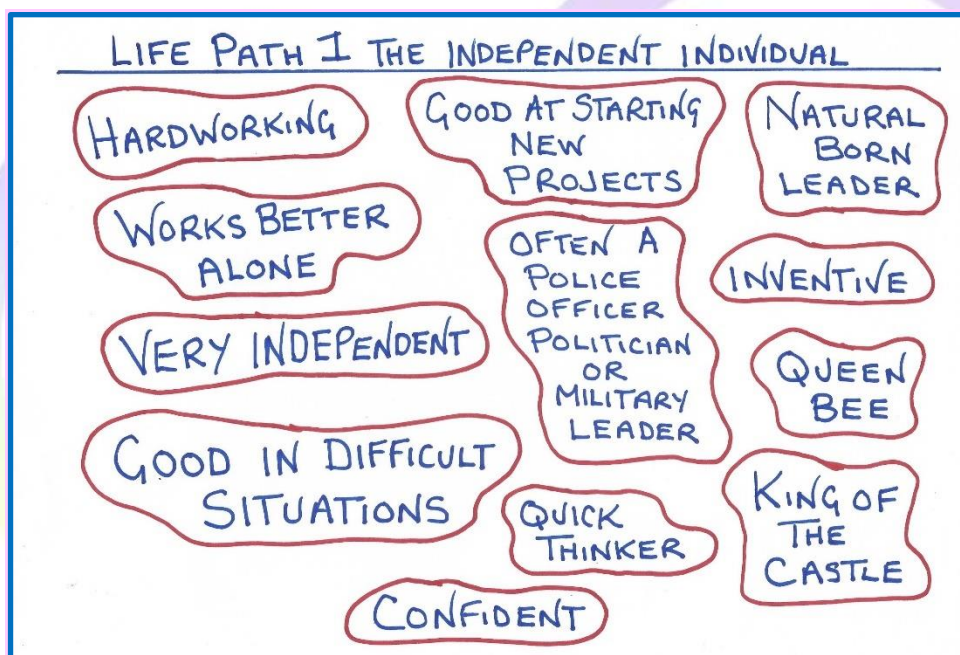 LIFE PATH 1 THE INDEPENDENT INDIVIDUAL
HARDWORKING
GOOD AT STARTING
NEW
PROJECTS
NATURAL
BORN
LEADER
WORKS BETTER
ALONE
OFTEN A
POLICE
OFFICER
POLITICIAN
OR
MILITARY
LEADER
INVENTIVE
VERY INDEPENDENT
QUEEN
BEE
GOOD IN DIFFICULT
SITUATIONS
QUICK
THINKER
KING OF
THE
CASTLE
CONFIDENT